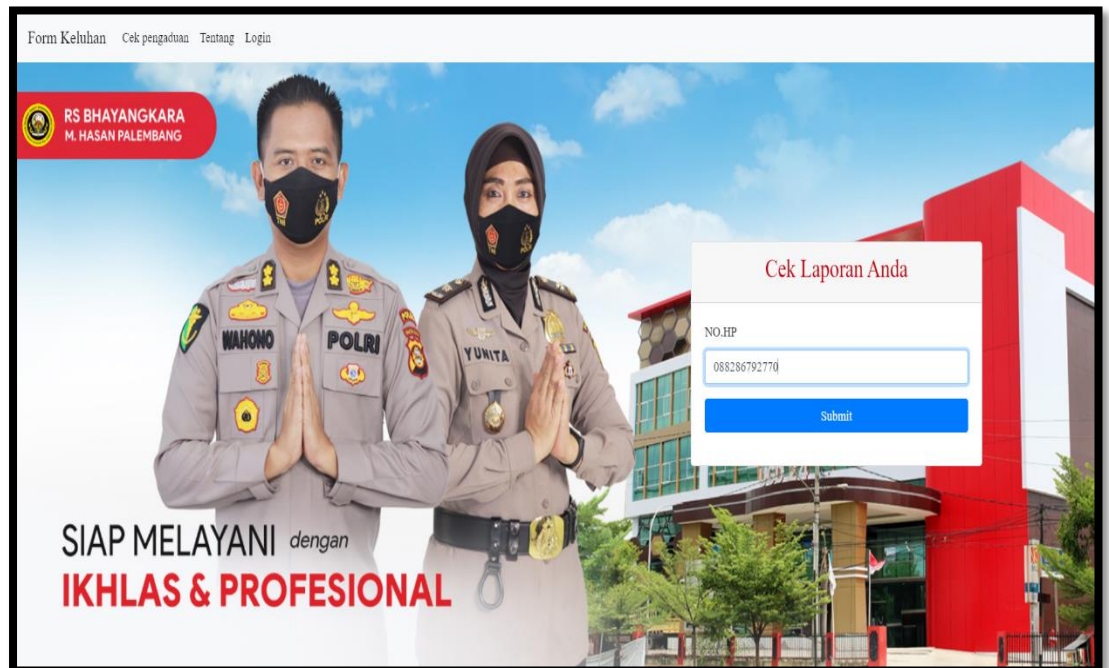 Form Keluhan Cek pengaduan Tentang Login
RS BHAYANGKARA
M. HASAN PALEMBANG
WAHONO
POLRI
YUNITA
Cek Laporan Anda
NO.HP
088286792770
Submit
SIAP MELAYANI dengan
IKHLAS & PROFESIONAL